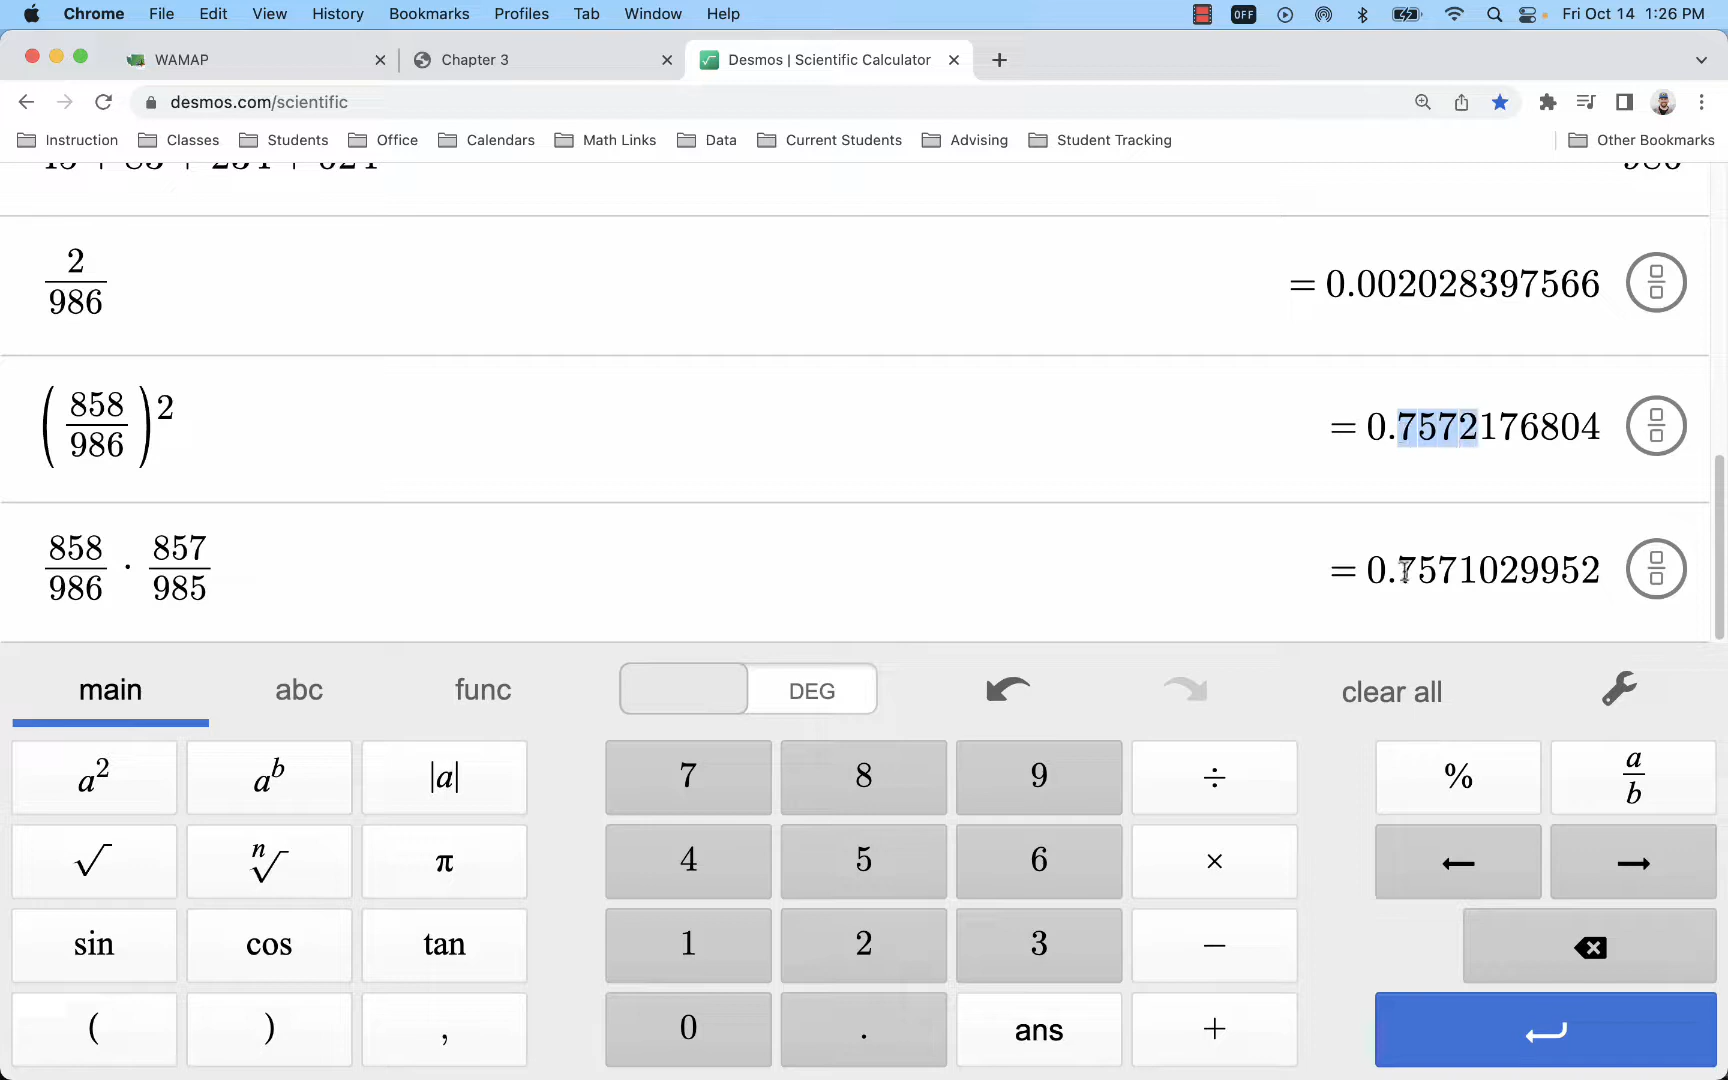 Chrome File Edit View History Bookmarks Profiles Tab Window Help OFF Fri Oct 14 1:26 PM
WAMAP Chapter 3 Desmos | Scientific Calculator
desmos.com/scientific
Instruction Classes Students Office Calendars Math Links Data Current Students Advising Student Tracking Other Bookmarks
2/986 = 0.002028397566
(858/986)^2 = 0.7572176804
858/986 · 857/985 = 0.7571029952
main abc func DEG clear all
a² a^b |a| 7 8 9 ÷ % a/b
√ ⁿ√ π 4 5 6 × ← →
sin cos tan 1 2 3 −
( ) , 0 . ans +